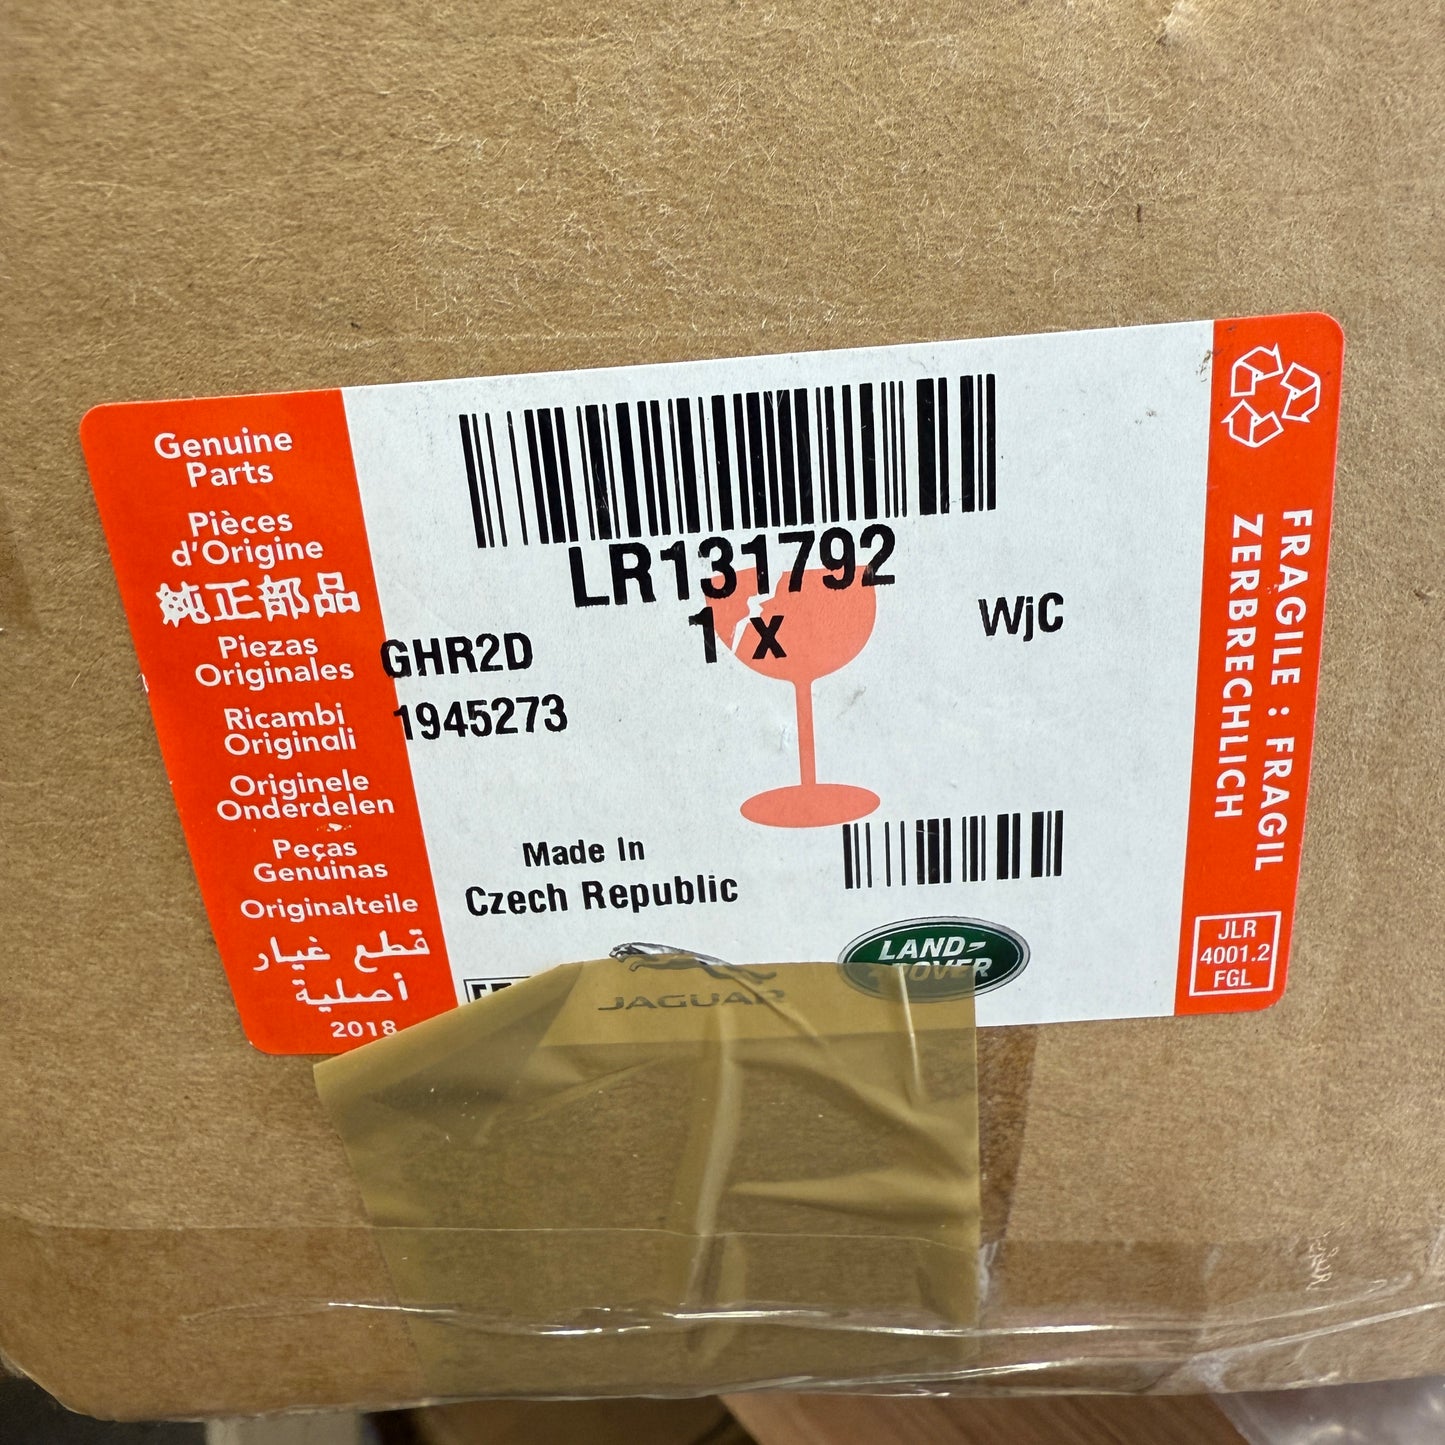 Genuine
Parts
Pièces
d'Origine
純正部品
Piezas
Originales
Ricambi
Originali
Originele
Onderdelen
Peças
Genuinas
Originalteile
قطع غيار
أصلية
2018
LR131792
1 x
WjC
GHR2D
1945273
Made In
Czech Republic
JAGUAR
LAND-
ROVER
FRAGILE : FRAGIL
ZERBRECHLICH
JLR
4001.2
FGL